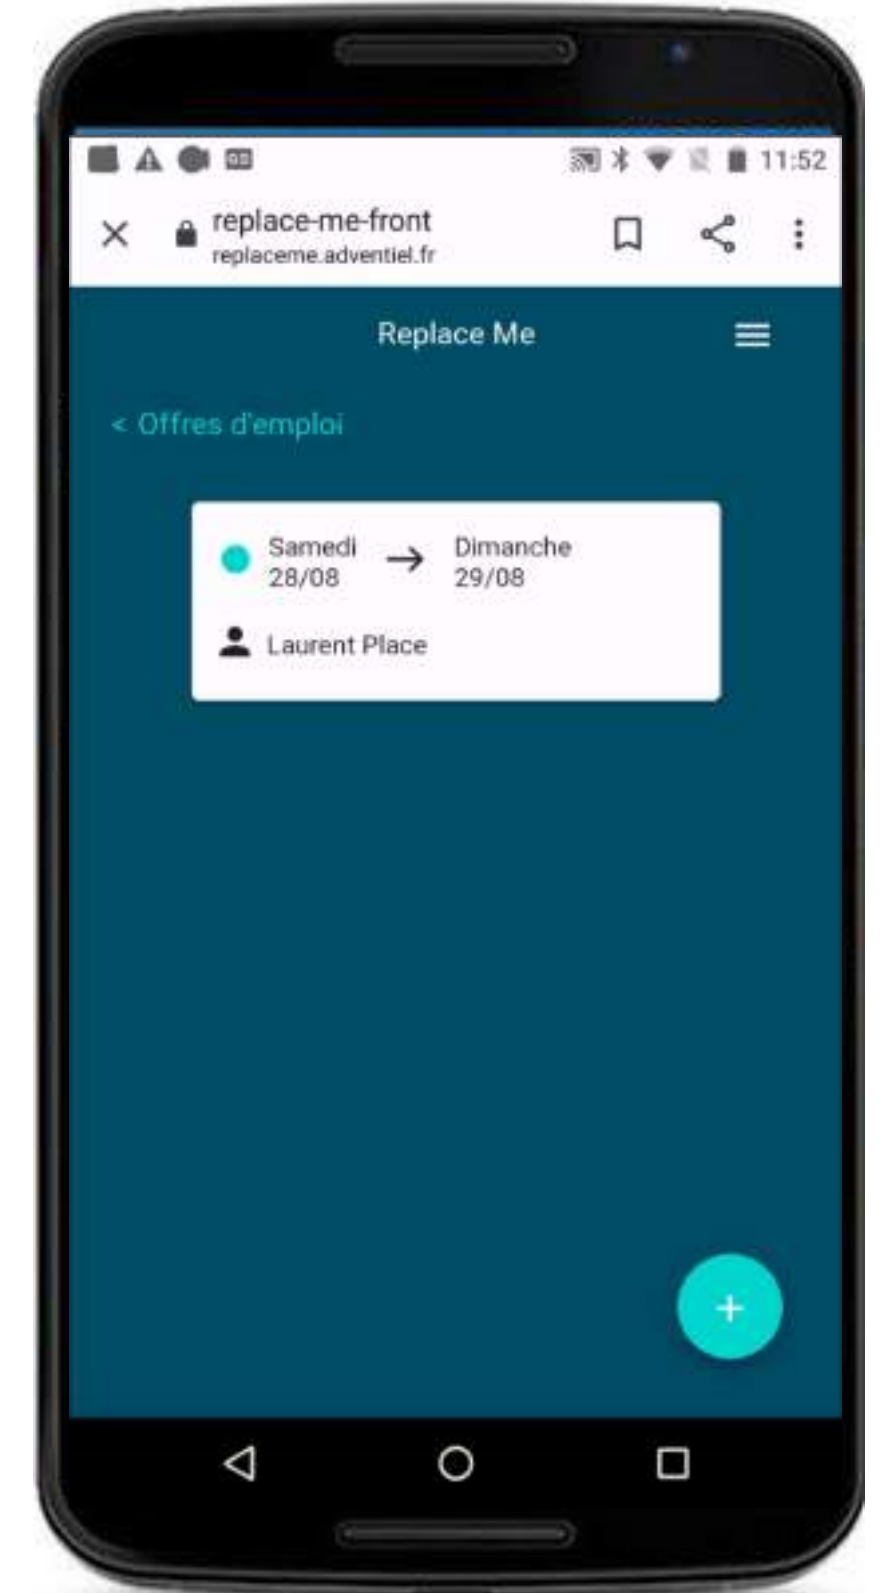 11:52
replace-me-front
replaceme.adventiel.fr
Replace Me
< Offres d'emploi
Samedi
28/08
Dimanche
29/08
Laurent Place
+